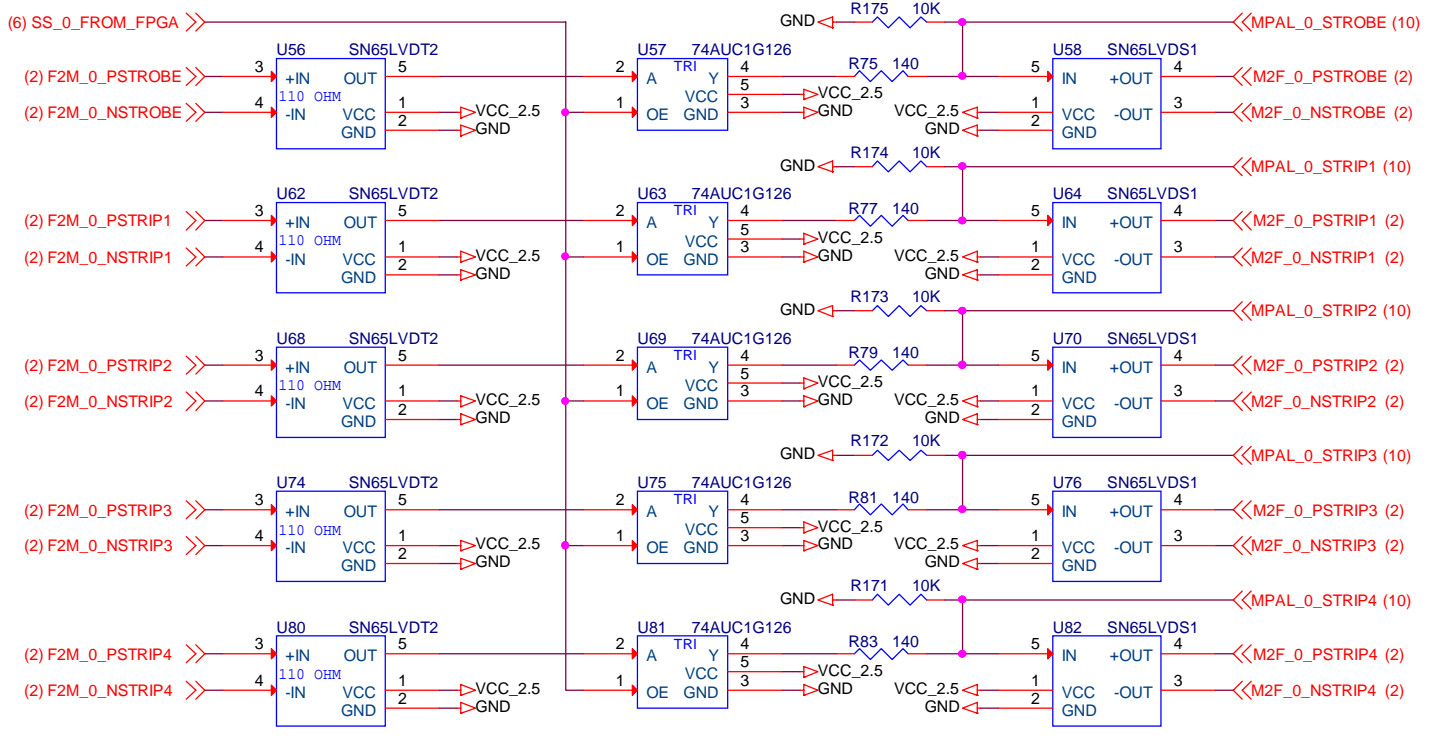 (6) SS_0_FROM_FPGA GND R175 10K MPAL_0_STROBE (10)
U56 SN65LVDT2 U57 74AUC1G126 U58 SN65LVDS1
(2) F2M_0_PSTROBE 3 +IN OUT 5 2 A TRI Y 4 R75 140 5 IN +OUT 4 M2F_0_PSTROBE (2)
110 OHM VCC 5 VCC_2.5
(2) F2M_0_NSTROBE 4 -IN VCC 1 VCC_2.5 1 OE GND 3 GND VCC_2.5 1 VCC -OUT 3 M2F_0_NSTROBE (2)
GND 2 GND GND 2 GND
GND R174 10K MPAL_0_STRIP1 (10)
U62 SN65LVDT2 U63 74AUC1G126 U64 SN65LVDS1
(2) F2M_0_PSTRIP1 3 +IN OUT 5 2 A TRI Y 4 R77 140 5 IN +OUT 4 M2F_0_PSTRIP1 (2)
110 OHM VCC 5 VCC_2.5
(2) F2M_0_NSTRIP1 4 -IN VCC 1 VCC_2.5 1 OE GND 3 GND VCC_2.5 1 VCC -OUT 3 M2F_0_NSTRIP1 (2)
GND 2 GND GND 2 GND
GND R173 10K MPAL_0_STRIP2 (10)
U68 SN65LVDT2 U69 74AUC1G126 U70 SN65LVDS1
(2) F2M_0_PSTRIP2 3 +IN OUT 5 2 A TRI Y 4 R79 140 5 IN +OUT 4 M2F_0_PSTRIP2 (2)
110 OHM VCC 5 VCC_2.5
(2) F2M_0_NSTRIP2 4 -IN VCC 1 VCC_2.5 1 OE GND 3 GND VCC_2.5 1 VCC -OUT 3 M2F_0_NSTRIP2 (2)
GND 2 GND GND 2 GND
GND R172 10K MPAL_0_STRIP3 (10)
U74 SN65LVDT2 U75 74AUC1G126 U76 SN65LVDS1
(2) F2M_0_PSTRIP3 3 +IN OUT 5 2 A TRI Y 4 R81 140 5 IN +OUT 4 M2F_0_PSTRIP3 (2)
110 OHM VCC 5 VCC_2.5
(2) F2M_0_NSTRIP3 4 -IN VCC 1 VCC_2.5 1 OE GND 3 GND VCC_2.5 1 VCC -OUT 3 M2F_0_NSTRIP3 (2)
GND 2 GND GND 2 GND
GND R171 10K MPAL_0_STRIP4 (10)
U80 SN65LVDT2 U81 74AUC1G126 U82 SN65LVDS1
(2) F2M_0_PSTRIP4 3 +IN OUT 5 2 A TRI Y 4 R83 140 5 IN +OUT 4 M2F_0_PSTRIP4 (2)
110 OHM VCC 5 VCC_2.5
(2) F2M_0_NSTRIP4 4 -IN VCC 1 VCC_2.5 1 OE GND 3 GND VCC_2.5 1 VCC -OUT 3 M2F_0_NSTRIP4 (2)
GND 2 GND GND 2 GND